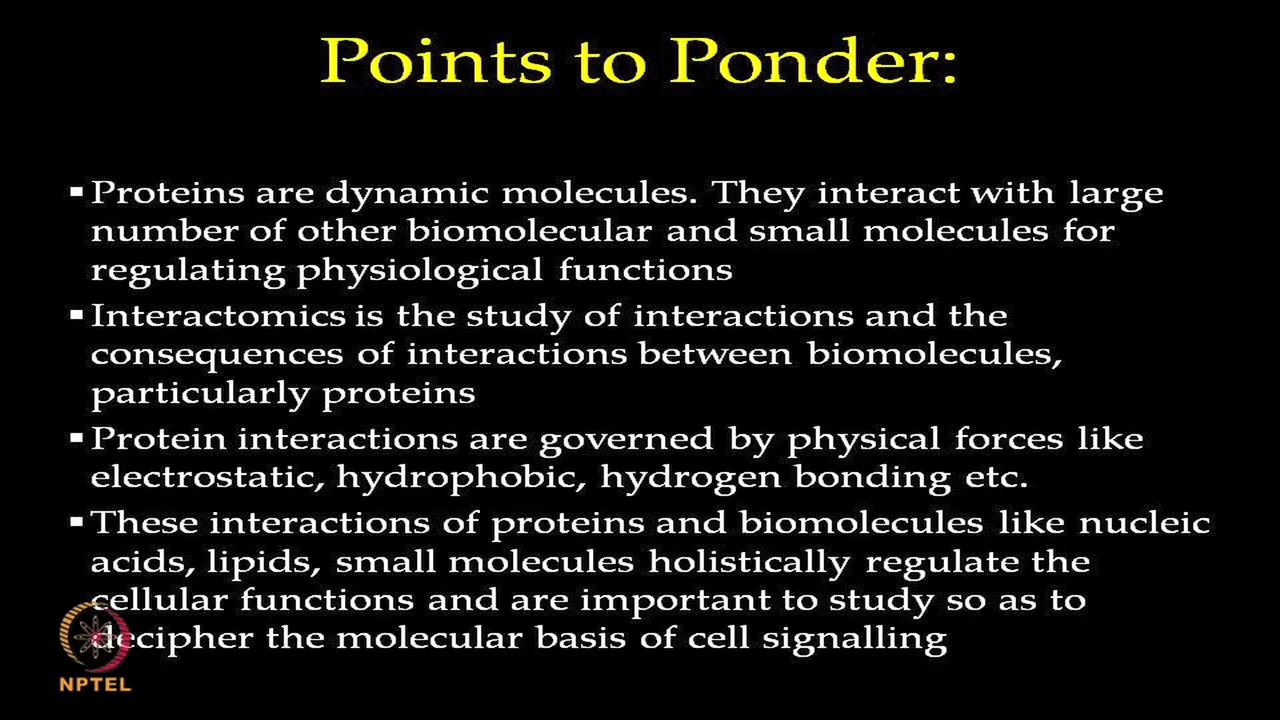 Points to Ponder:
▪Proteins are dynamic molecules. They interact with large
number of other biomolecular and small molecules for
regulating physiological functions
▪Interactomics is the study of interactions and the
consequences of interactions between biomolecules,
particularly proteins
▪Protein interactions are governed by physical forces like
electrostatic, hydrophobic, hydrogen bonding etc.
▪These interactions of proteins and biomolecules like nucleic
acids, lipids, small molecules holistically regulate the
cellular functions and are important to study so as to
decipher the molecular basis of cell signalling
NPTEL